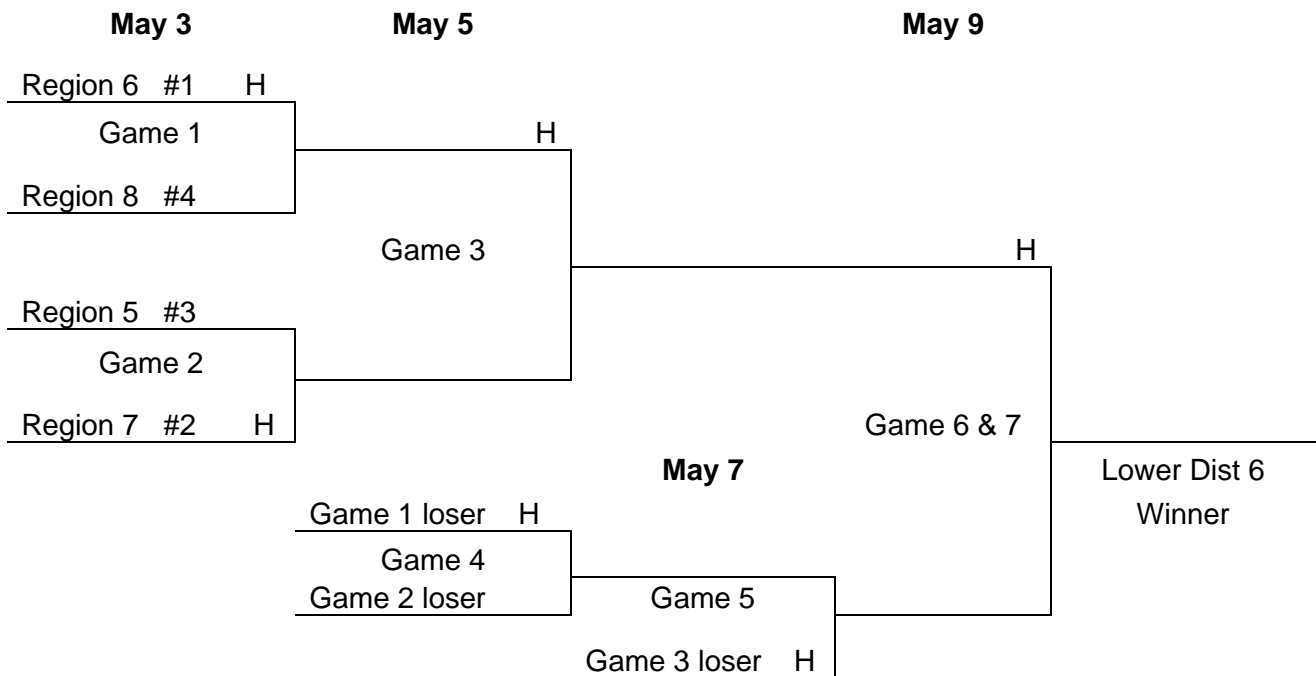 May 3 May 5 May 9
Region 6 #1 H
Game 1 H
Region 8 #4
Game 3 H
Region 5 #3
Game 2
Region 7 #2 H Game 6 & 7
May 7 Lower Dist 6
Game 1 loser H Winner
Game 4
Game 2 loser Game 5
Game 3 loser H